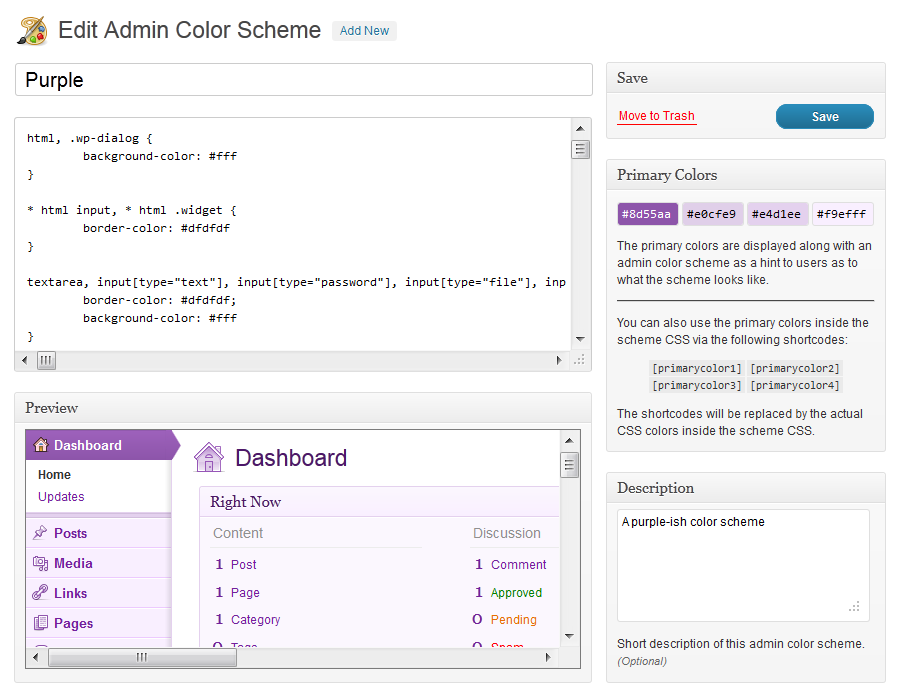 Edit Admin Color Scheme Add New
Purple
html, .wp-dialog {
background-color: #fff
}
* html input, * html .widget {
border-color: #dfdfdf
}
textarea, input[type="text"], input[type="password"], input[type="file"], inp
border-color: #dfdfdf;
background-color: #fff
}
Preview
Dashboard
Home
Updates
Posts
Media
Links
Pages
Dashboard
Right Now
Content
1 Post
1 Page
1 Category
0 Tags
Discussion
1 Comment
1 Approved
0 Pending
0 Spam
Save
Move to Trash Save
Primary Colors
#8d55aa #e0cfe9 #e4d1ee #f9efff
The primary colors are displayed along with an
admin color scheme as a hint to users as to
what the scheme looks like.
You can also use the primary colors inside the
scheme CSS via the following shortcodes:
[primarycolor1] [primarycolor2]
[primarycolor3] [primarycolor4]
The shortcodes will be replaced by the actual
CSS colors inside the scheme CSS.
Description
A purple-ish color scheme
Short description of this admin color scheme.
(Optional)